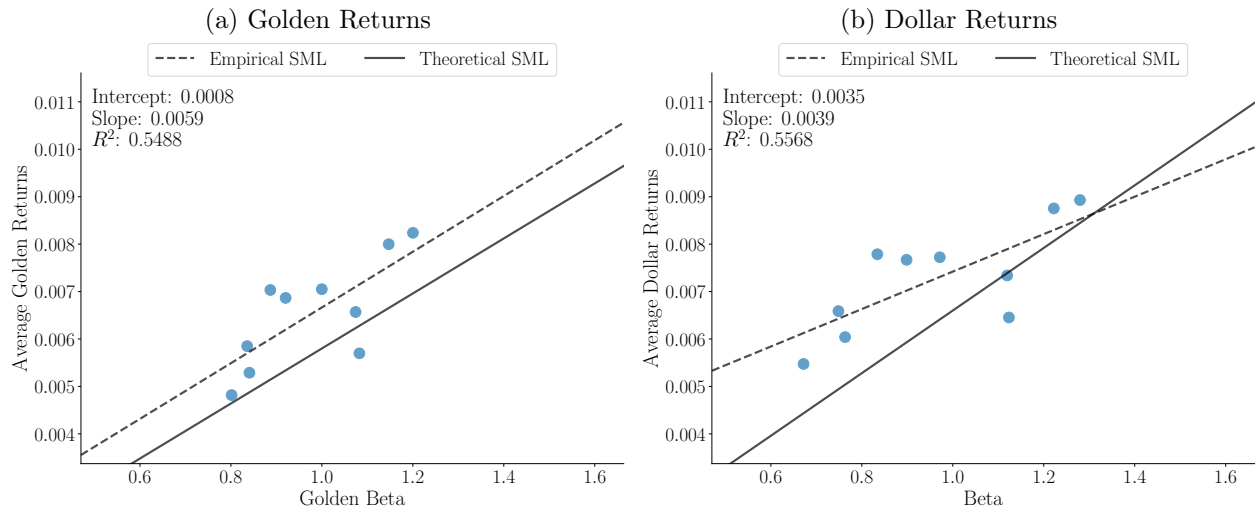 (a) Golden Returns
Empirical SML
Theoretical SML
Intercept: 0.0008
Slope: 0.0059
R²: 0.5488
Average Golden Returns
0.011
0.010
0.009
0.008
0.007
0.006
0.005
0.004
0.6 0.8 1.0 1.2 1.4 1.6
Golden Beta
(b) Dollar Returns
Empirical SML
Theoretical SML
Intercept: 0.0035
Slope: 0.0039
R²: 0.5568
Average Dollar Returns
0.011
0.010
0.009
0.008
0.007
0.006
0.005
0.004
0.6 0.8 1.0 1.2 1.4 1.6
Beta